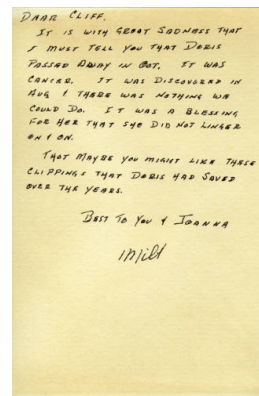 DEAR CLIFF.
IT IS WITH GREAT SADNESS THAT
I MUST TELL YOU THAT DORIS
PASSED AWAY IN OCT. IT WAS
CANCER. IT WAS DISCOVERED IN
AUG & THERE WAS NOTHING WE
COULD DO. IT WAS A BLESSING
FOR HER THAT SHE DID NOT LINGER
ON & ON.
THOT MAYBE YOU MIGHT LIKE THESE
CLIPPINGS THAT DORIS HAD SAVED
OVER THE YEARS.
BEST TO YOU & JOANNA
Milt